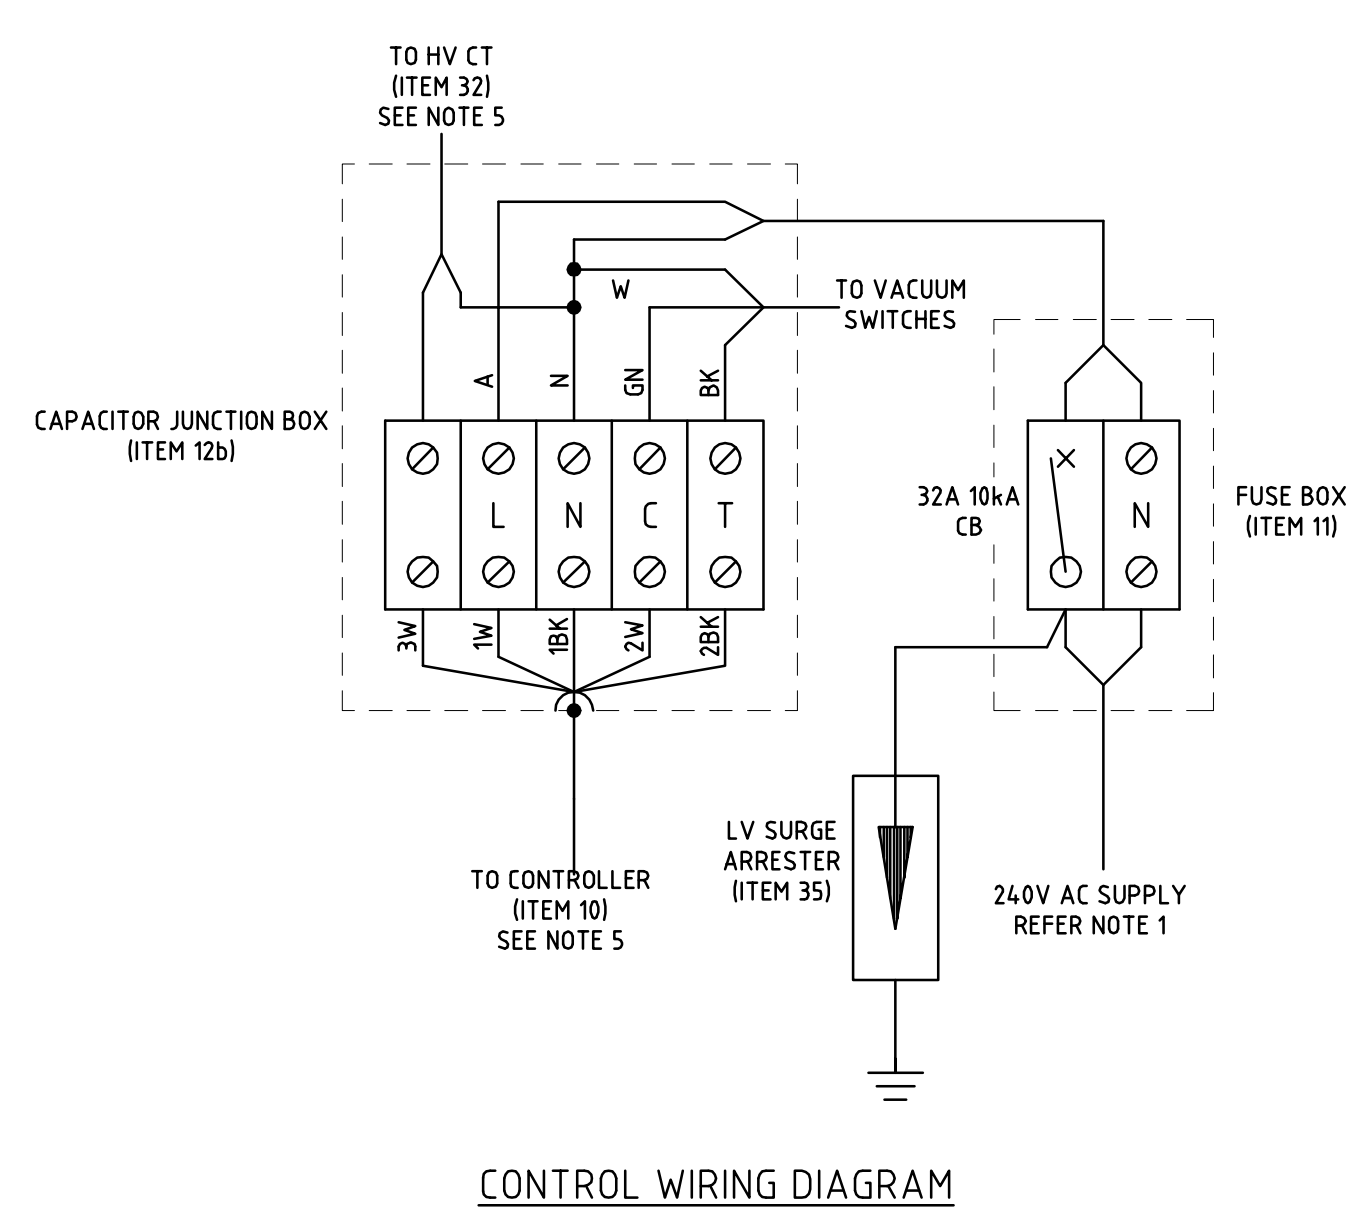 TO HV CT
(ITEM 32)
SEE NOTE 5
W
TO VACUUM
SWITCHES
A
N
GN
BK
CAPACITOR JUNCTION BOX
(ITEM 12b)
L
N
C
T
32A 10kA
CB
N
FUSE BOX
(ITEM 11)
3W
1W
1BK
2W
2BK
LV SURGE
ARRESTER
(ITEM 35)
TO CONTROLLER
(ITEM 10)
SEE NOTE 5
240V AC SUPPLY
REFER NOTE 1
CONTROL WIRING DIAGRAM